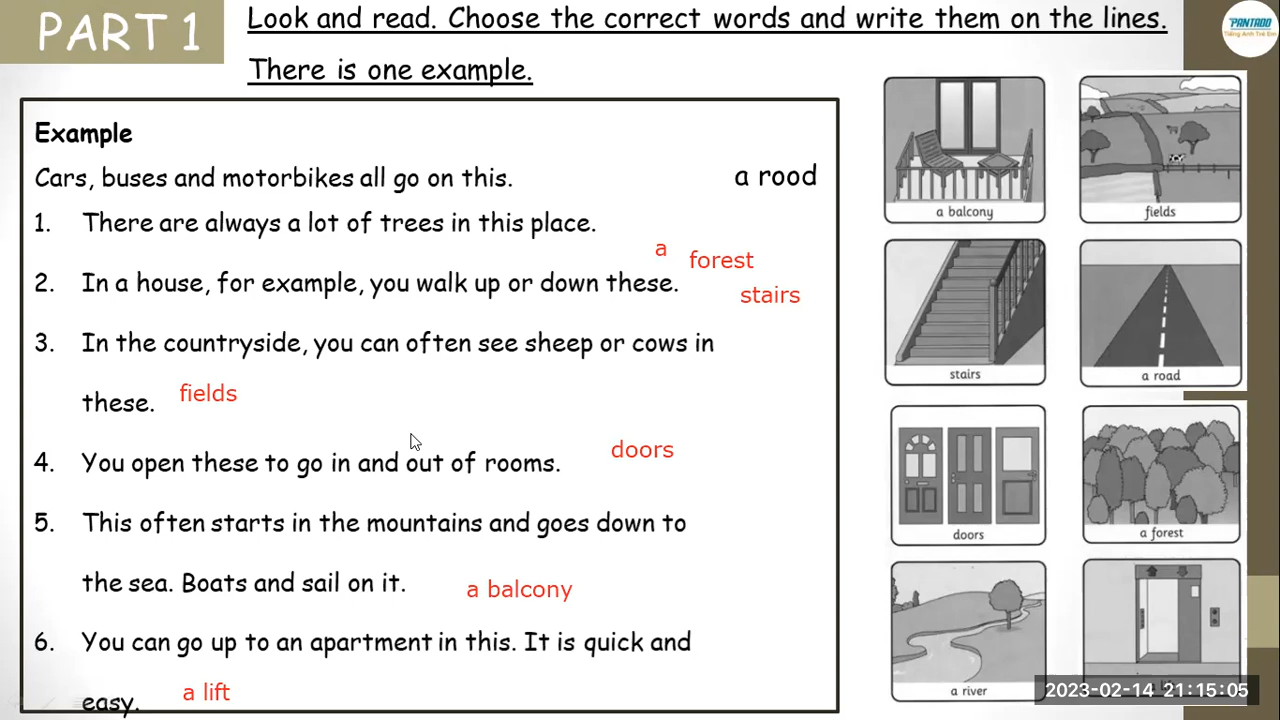 PART 1
Look and read. Choose the correct words and write them on the lines.
There is one example.
PANTADO
Tiếng Anh Trẻ Em
Example
Cars, buses and motorbikes all go on this.
a rood
1. There are always a lot of trees in this place.
a forest
2. In a house, for example, you walk up or down these.
stairs
3. In the countryside, you can often see sheep or cows in
these.
fields
4. You open these to go in and out of rooms.
doors
5. This often starts in the mountains and goes down to
the sea. Boats and sail on it.
a balcony
6. You can go up to an apartment in this. It is quick and
easy.
a lift
a balcony
fields
stairs
a road
doors
a forest
a river
2023-02-14 21:15:05